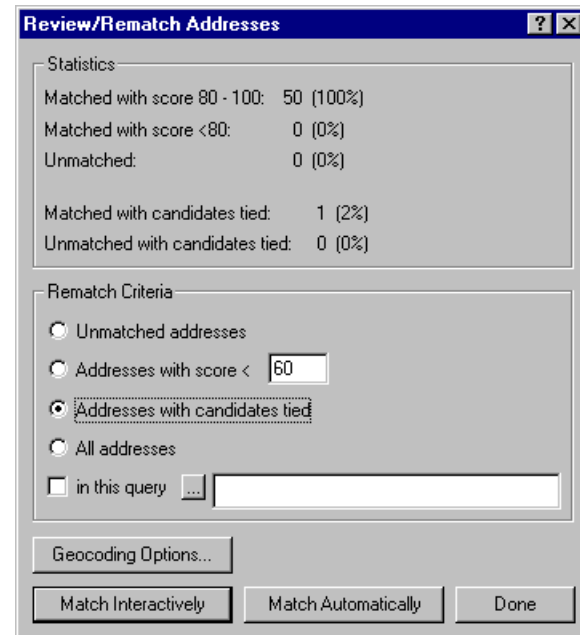 Review/Rematch Addresses
Statistics
Matched with score 80 - 100: 50 (100%)
Matched with score <80: 0 (0%)
Unmatched: 0 (0%)
Matched with candidates tied: 1 (2%)
Unmatched with candidates tied: 0 (0%)
Rematch Criteria
Unmatched addresses
Addresses with score < 60
Addresses with candidates tied
All addresses
in this query ...
Geocoding Options...
Match Interactively Match Automatically Done